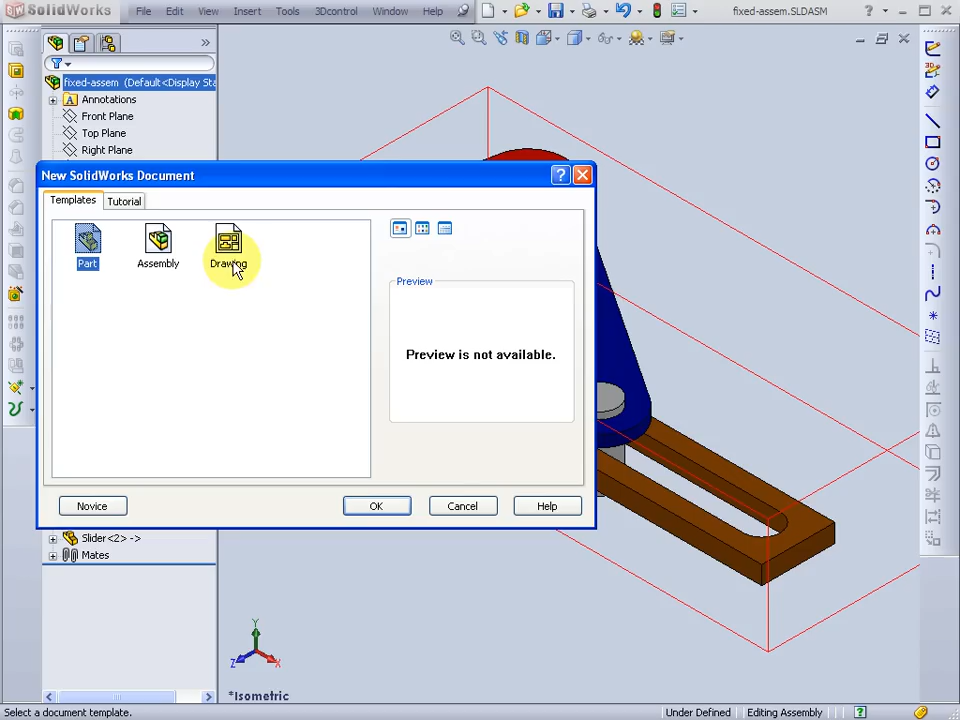 SolidWorks
File Edit View Insert Tools 3Dcontrol Window Help
fixed-assem.SLDASM
fixed-assem (Default<Display Sta
A Annotations
Front Plane
Top Plane
Right Plane
New SolidWorks Document
Templates Tutorial
Part Assembly Drawing
Preview
Preview is not available.
Novice OK Cancel Help
Slider<2> ->
Mates
Y
Z X
*Isometric
Select a document template. Under Defined Editing Assembly